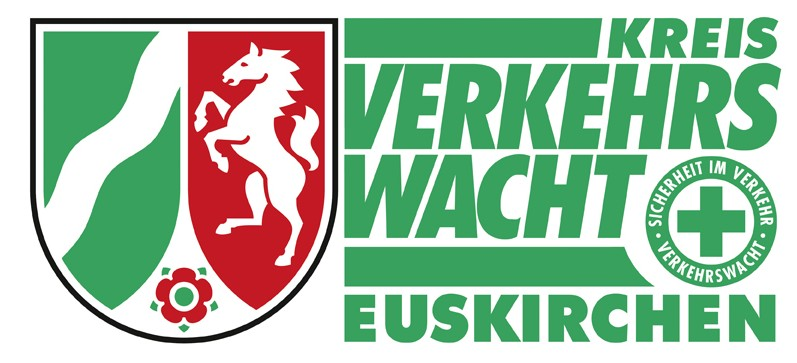 KREIS
VERKEHRS
WACHT
SICHERHEIT IM VERKEHR
· VERKEHRSWACHT ·
EUSKIRCHEN